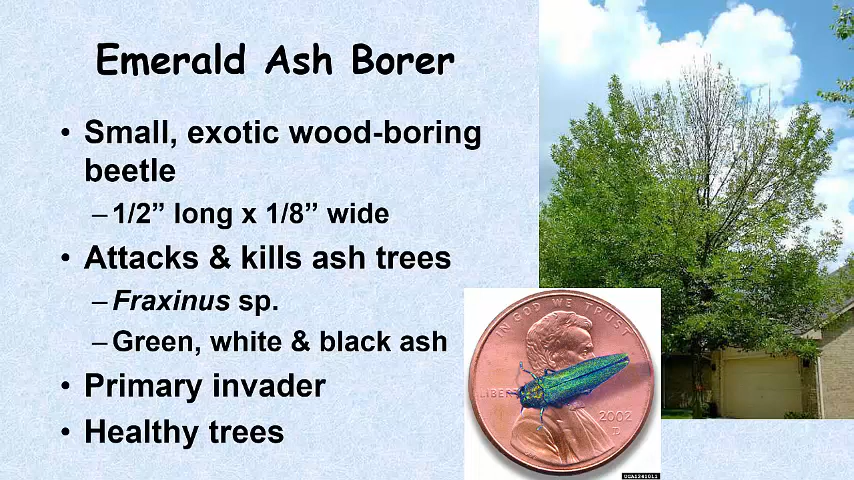 Emerald Ash Borer
• Small, exotic wood-boring
beetle
–1/2” long x 1/8” wide
• Attacks & kills ash trees
–Fraxinus sp.
–Green, white & black ash
• Primary invader
• Healthy trees
IN GOD WE TRUST
2002
D